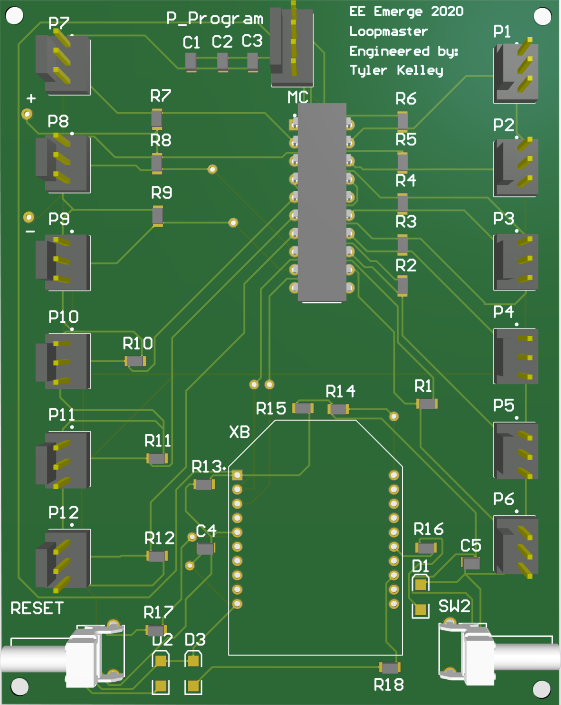 P7
P_Program
EE Emerge 2020
Loopmaster
Engineered by:
Tyler Kelley
C1 C2 C3
P1
+
MC
R7
R6
P8
P2
R8
R5
R9
R4
P9
P3
-
R3
R2
P10
P4
R10
R1
R15
R14
P11
XB
P5
R11
R13
P12
P6
R12
C4
R16
C5
D1
RESET
R17
SW2
D2 D3
R18